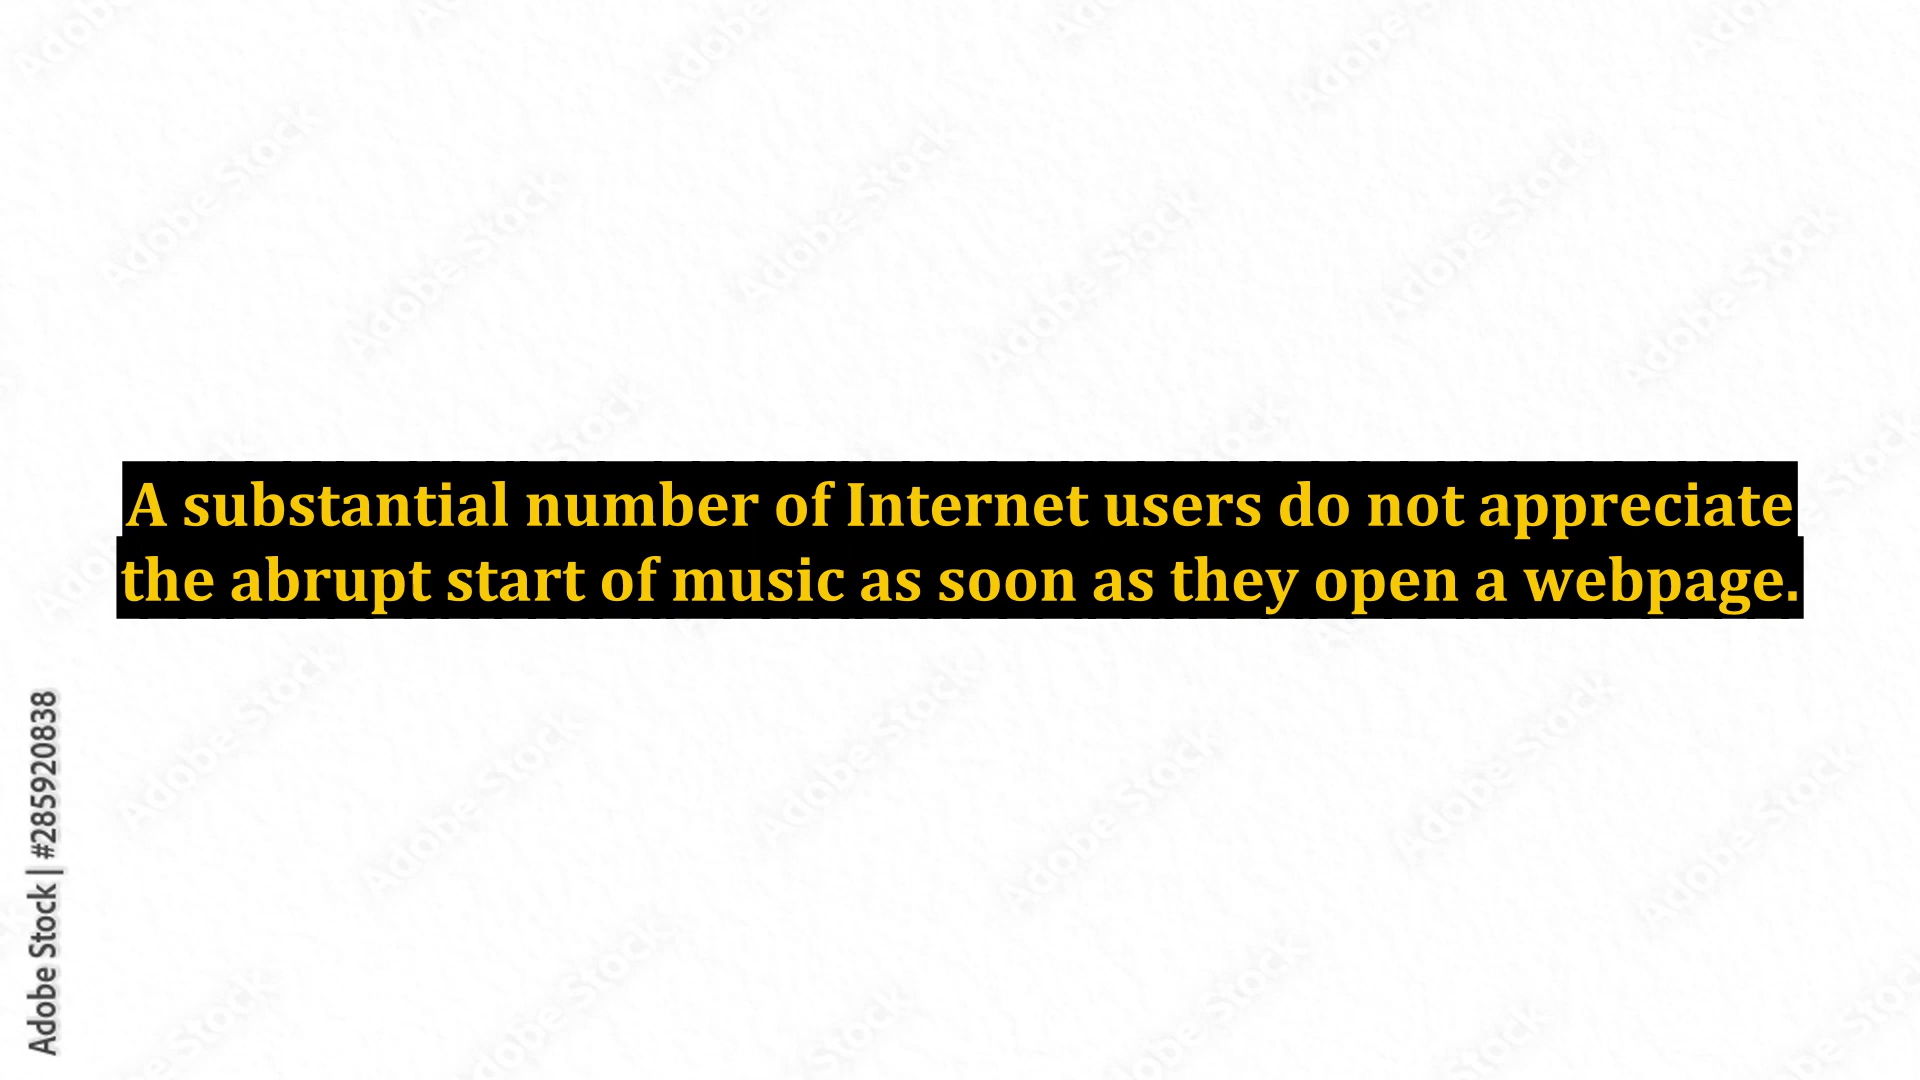 A substantial number of Internet users do not appreciate
the abrupt start of music as soon as they open a webpage.
Adobe Stock | #285920838